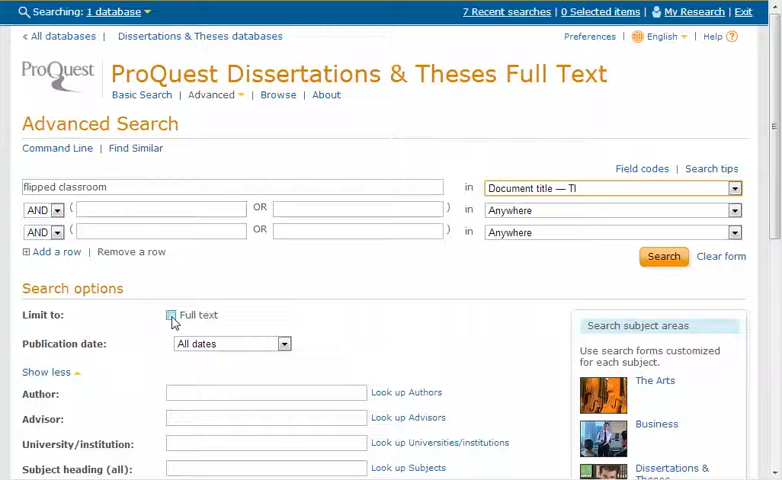 Searching: 1 database 7 Recent searches | 0 Selected items | My Research | Exit
< All databases | Dissertations & Theses databases Preferences | English | Help ?
ProQuest ProQuest Dissertations & Theses Full Text
Basic Search | Advanced | Browse | About
Advanced Search
Command Line | Find Similar
Field codes | Search tips
flipped classroom in Document title — TI
AND ( OR ) in Anywhere
AND ( OR ) in Anywhere
Add a row | Remove a row Search Clear form
Search options
Limit to: Full text
Search subject areas
Publication date: All dates
Use search forms customized
for each subject.
Show less
The Arts
Author: Look up Authors
Advisor: Look up Advisors
Business
University/institution: Look up Universities/institutions
Subject heading (all): Look up Subjects
Dissertations &
Theses